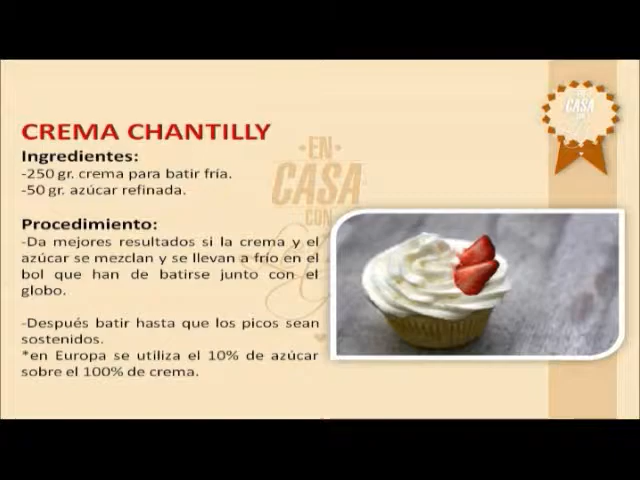 CREMA CHANTILLY
Ingredientes:
-250 gr. crema para batir fría.
-50 gr. azúcar refinada.
Procedimiento:
-Da mejores resultados si la crema y el
azúcar se mezclan y se llevan a frío en el
bol que han de batirse junto con el
globo.
-Después batir hasta que los picos sean
sostenidos.
*en Europa se utiliza el 10% de azúcar
sobre el 100% de crema.
·EN·
CASA
CON
EN
CASA
CON